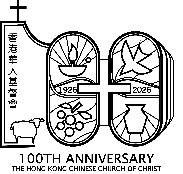 1926 2026
100TH ANNIVERSARY
THE HONG KONG CHINESE CHURCH OF CHRIST